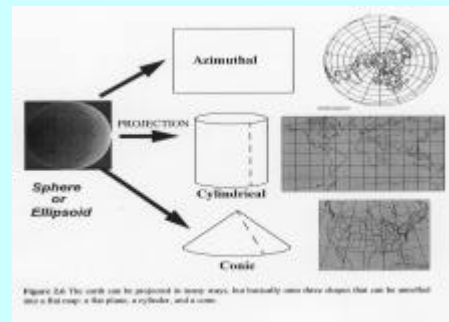 Azimuthal
PROJECTION
Sphere
or
Ellipsoid
Cylindrical
Conic
Figure 2.6 The earth can be projected in many ways, but basically onto three shapes that can be unrolled
into a flat map: a flat plane, a cylinder, and a cone.